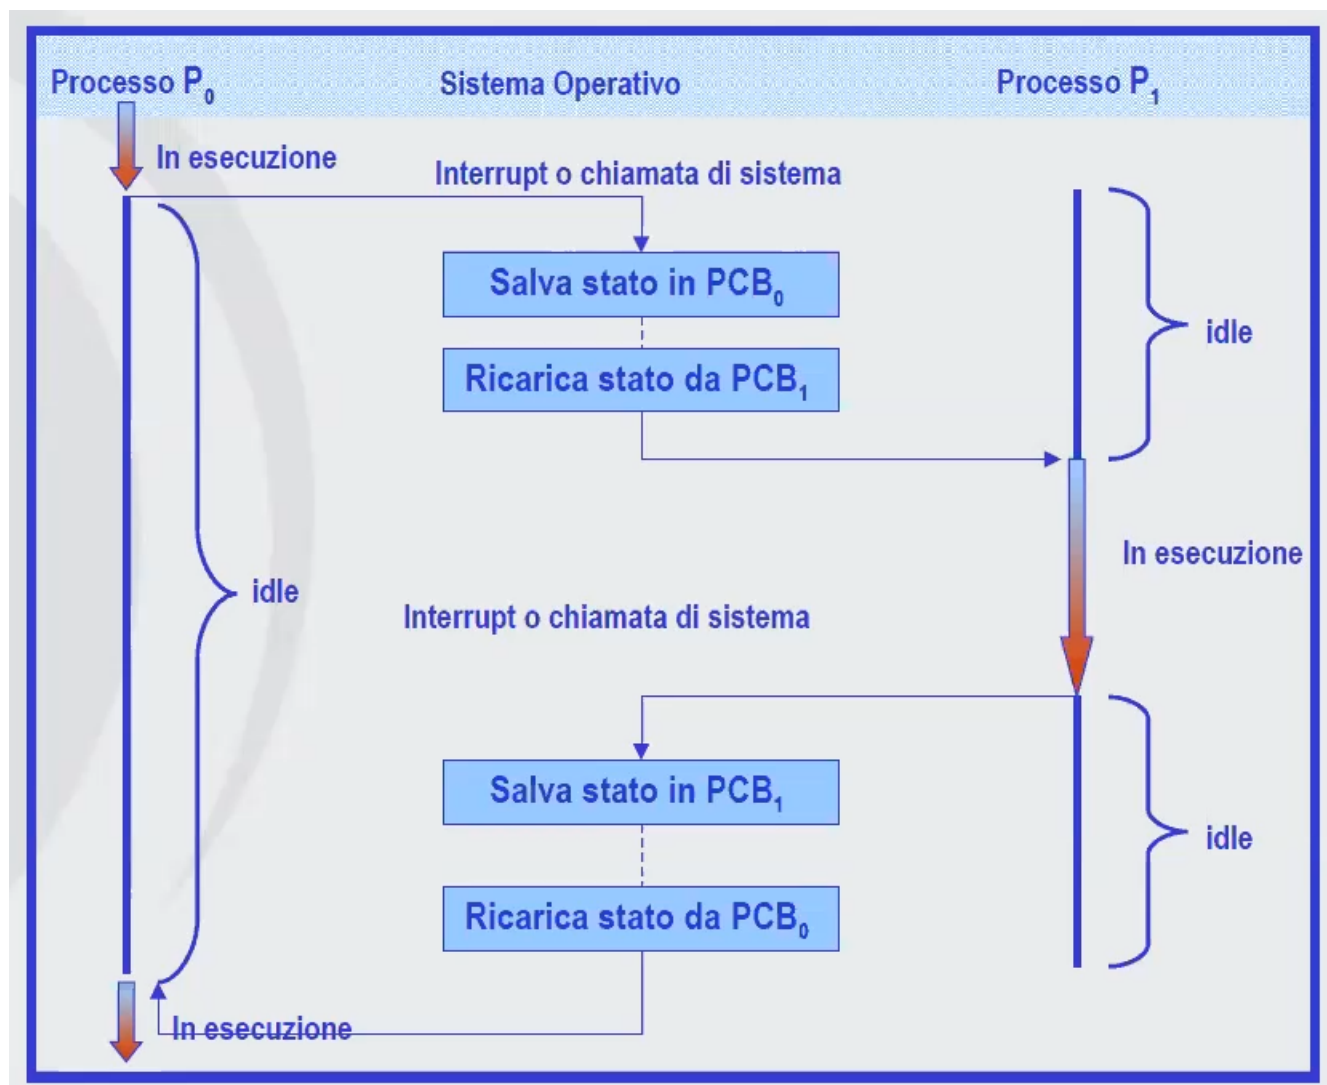 Processo P0
Sistema Operativo
Processo P1
In esecuzione
Interrupt o chiamata di sistema
Salva stato in PCB0
idle
Ricarica stato da PCB1
In esecuzione
idle
Interrupt o chiamata di sistema
Salva stato in PCB1
idle
Ricarica stato da PCB0
In esecuzione